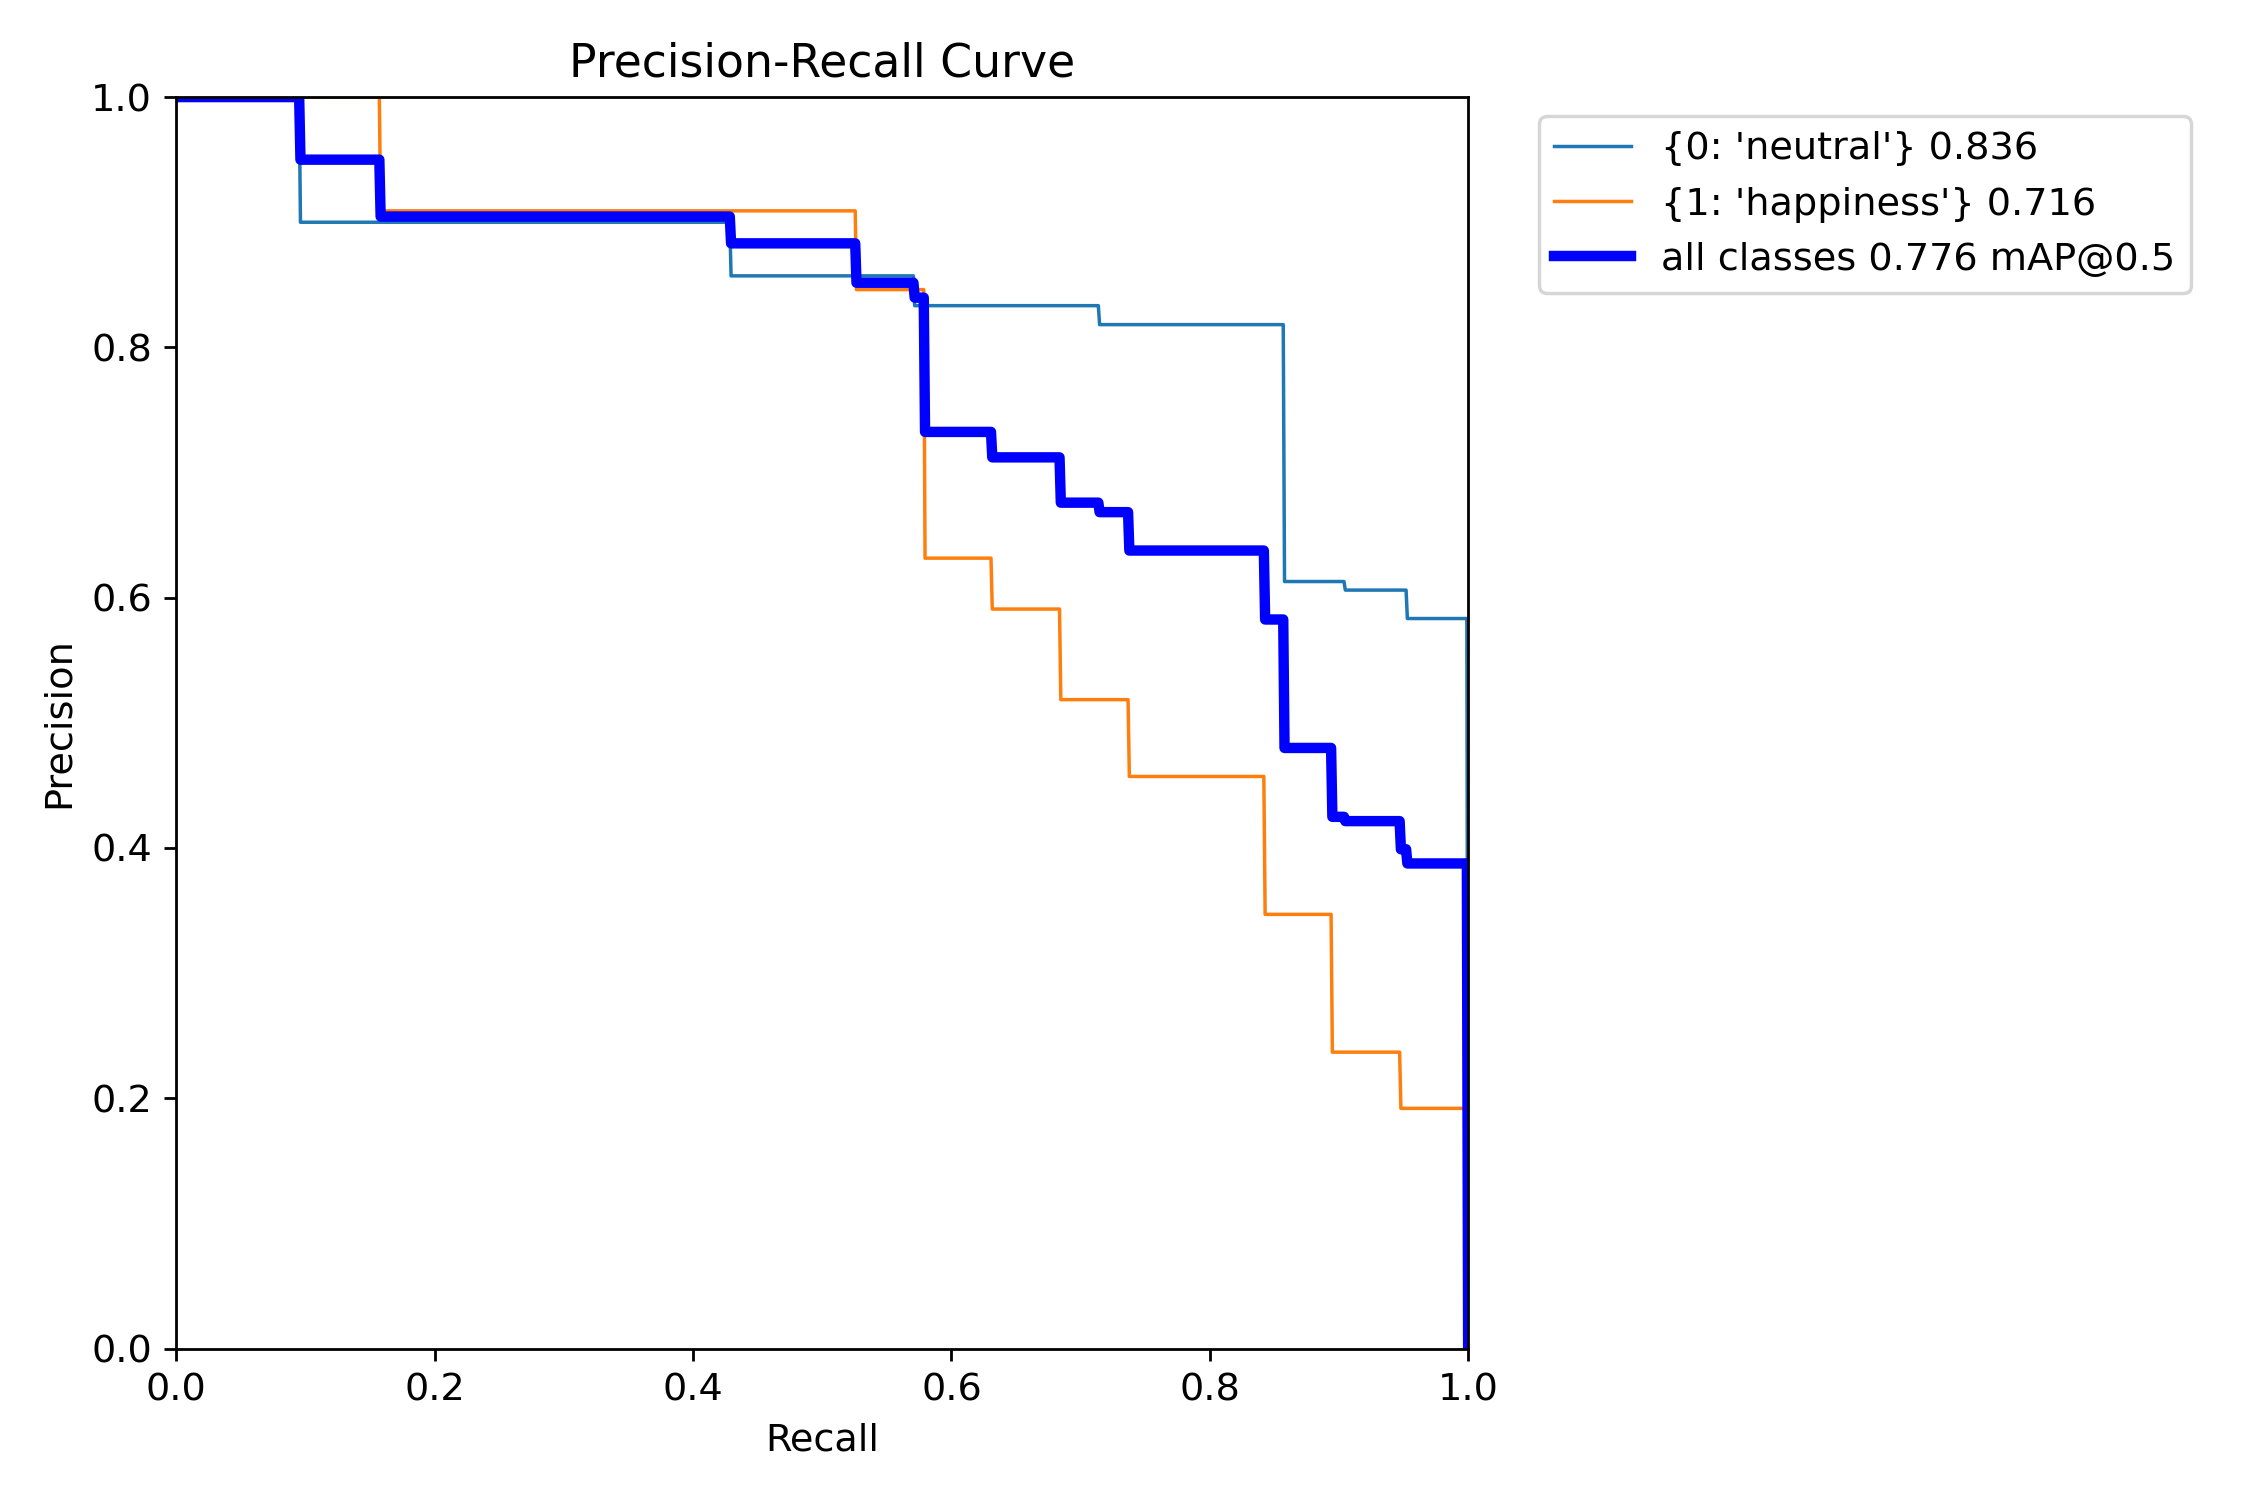 Precision-Recall Curve
1.0
0.8
0.6
0.4
0.2
0.0
Precision
0.0 0.2 0.4 0.6 0.8 1.0
Recall
{0: 'neutral'} 0.836
{1: 'happiness'} 0.716
all classes 0.776 mAP@0.5